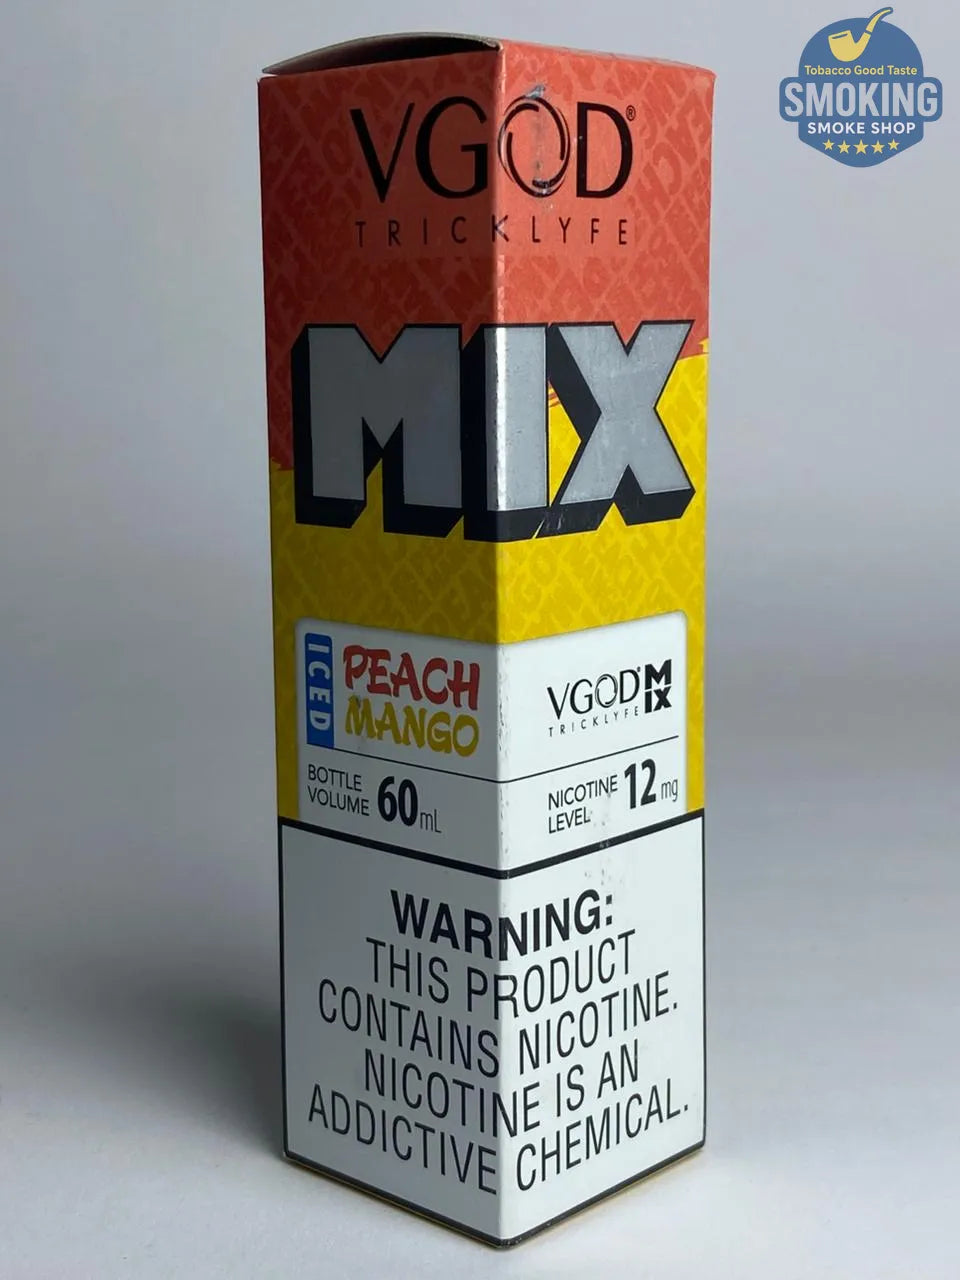 Tobacco Good Taste
SMOKING
SMOKE SHOP
VGOD®
TRICKLYFE
MIX
ICED
PEACH
MANGO
VGOD® MIX
TRICKLYFE
BOTTLE
VOLUME 60mL
NICOTINE
LEVEL 12mg
WARNING:
THIS PRODUCT
CONTAINS NICOTINE.
NICOTINE IS AN
ADDICTIVE CHEMICAL.